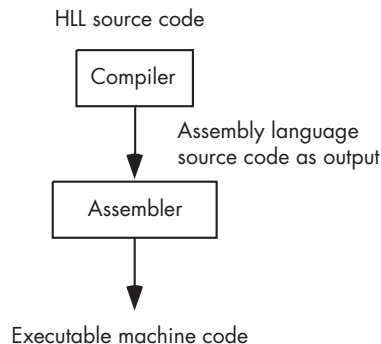 HLL source code
Compiler
Assembly language
source code as output
Assembler
Executable machine code